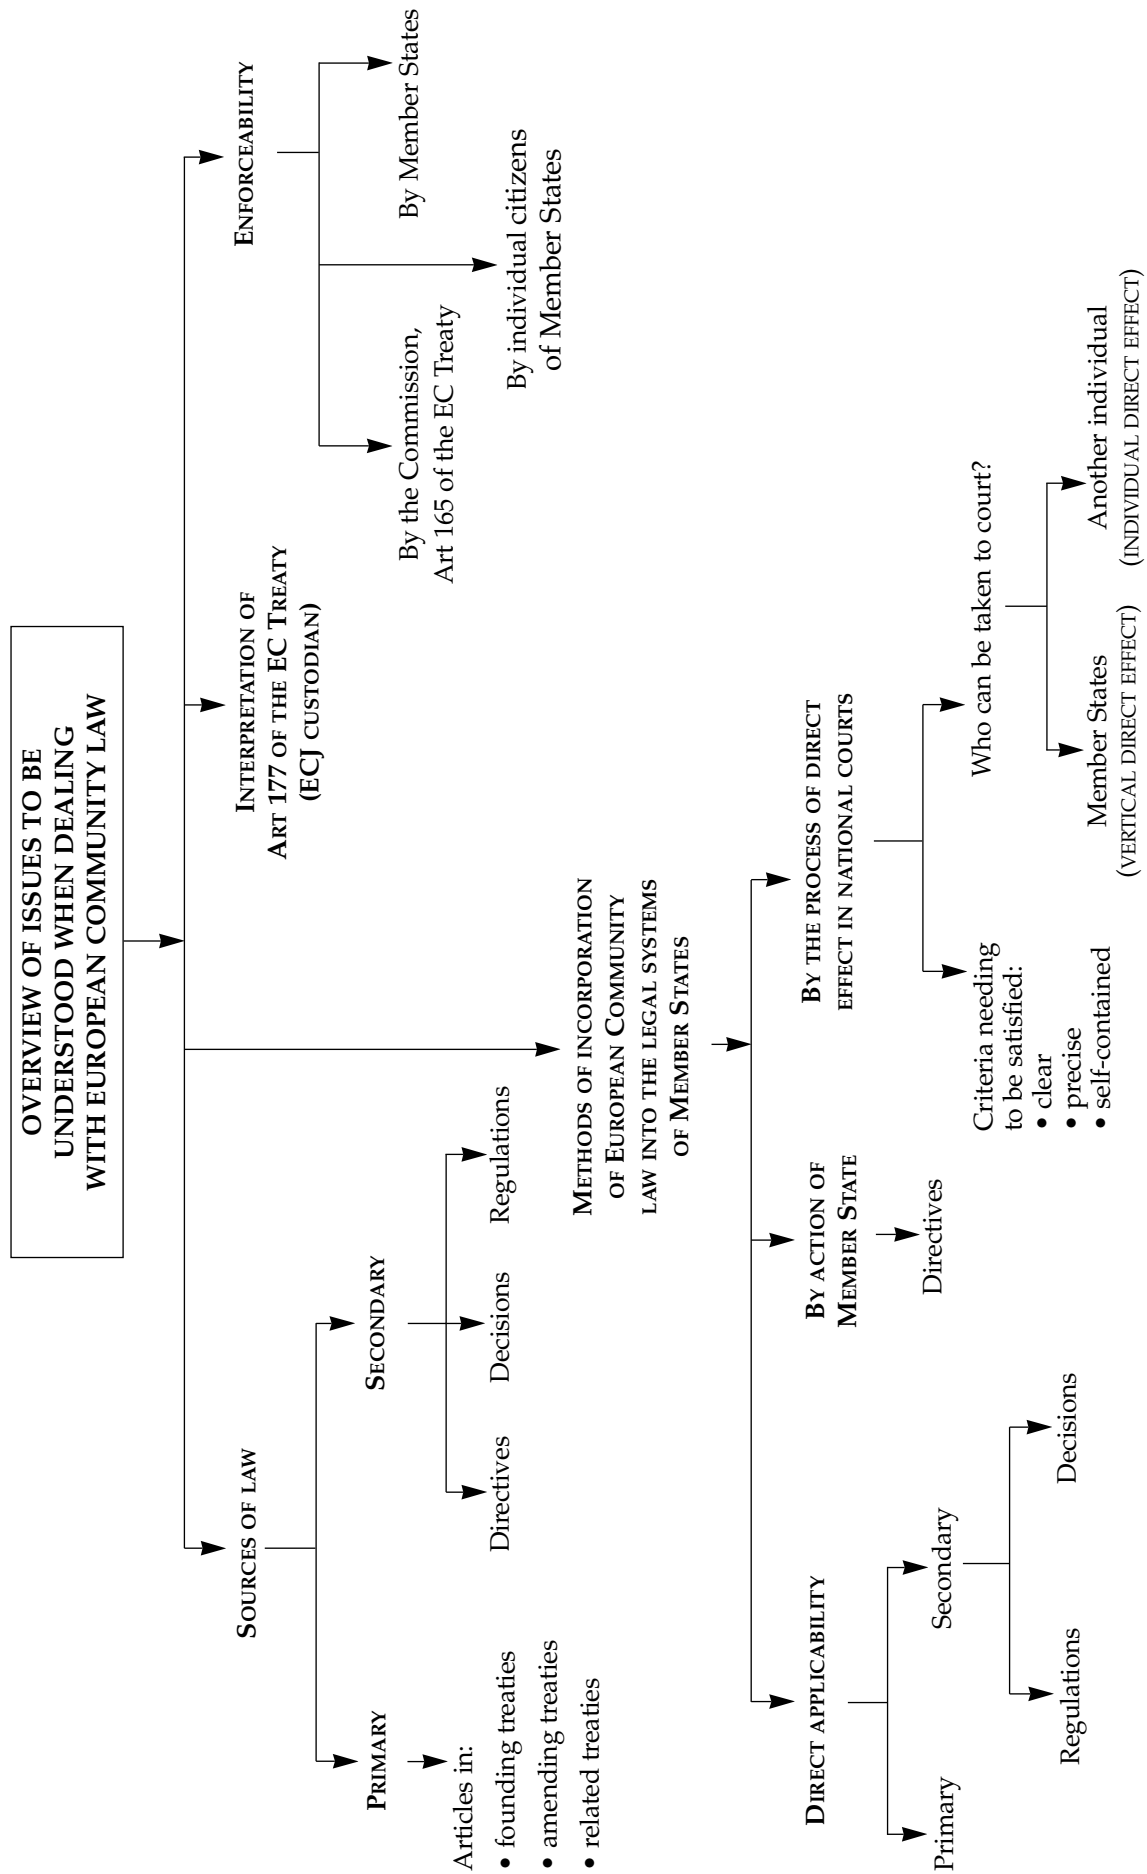 OVERVIEW OF ISSUES TO BE
UNDERSTOOD WHEN DEALING
WITH EUROPEAN COMMUNITY LAW
SOURCES OF LAW
PRIMARY
Articles in:
• founding treaties
• amending treaties
• related treaties
SECONDARY
Directives
Decisions
Regulations
METHODS OF INCORPORATION
OF EUROPEAN COMMUNITY
LAW INTO THE LEGAL SYSTEMS
OF MEMBER STATES
DIRECT APPLICABILITY
Primary
Secondary
Regulations
Decisions
BY ACTION OF
MEMBER STATE
Directives
BY THE PROCESS OF DIRECT
EFFECT IN NATIONAL COURTS
Criteria needing
to be satisfied:
• clear
• precise
• self-contained
Who can be taken to court?
Member States
(VERTICAL DIRECT EFFECT)
Another individual
(INDIVIDUAL DIRECT EFFECT)
INTERPRETATION OF
ART 177 OF THE EC TREATY
(ECJ CUSTODIAN)
ENFORCEABILITY
By the Commission,
Art 165 of the EC Treaty
By individual citizens
of Member States
By Member States